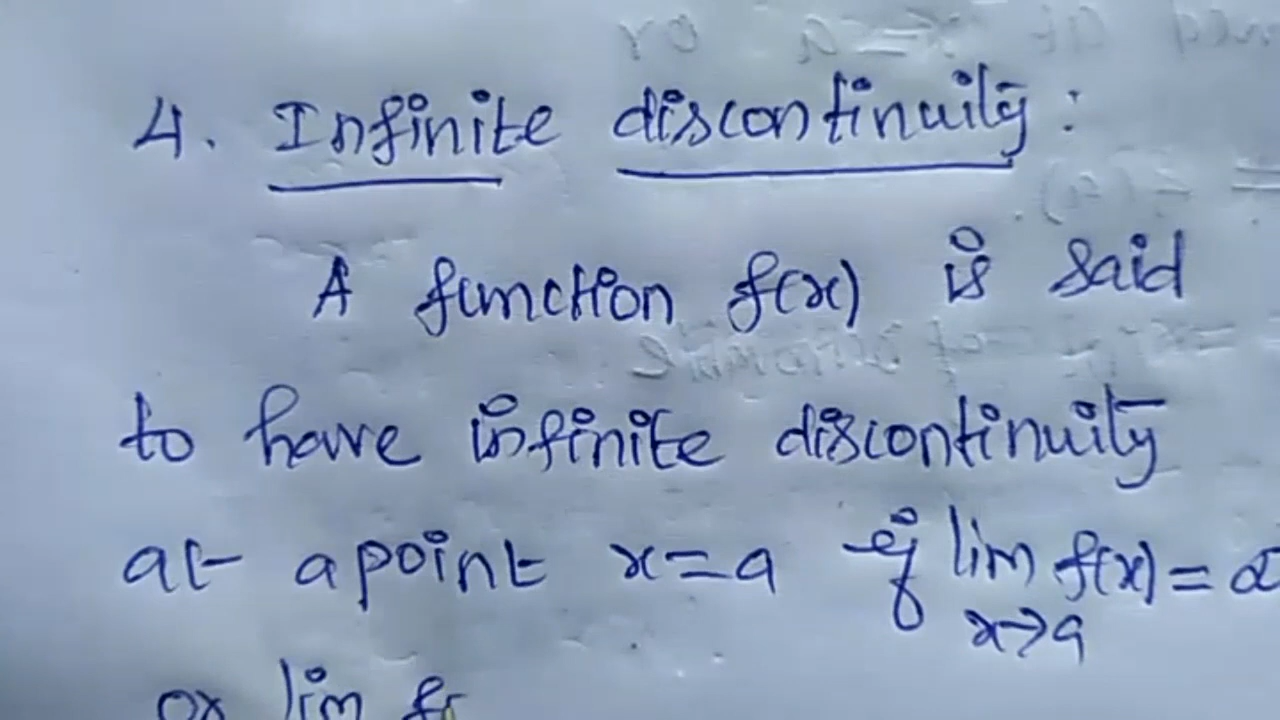 4. Infinite discontinuity:
A function f(x) is said
to have infinite discontinuity
at a point x=a if lim f(x) = ∞
x→a
or lim f(